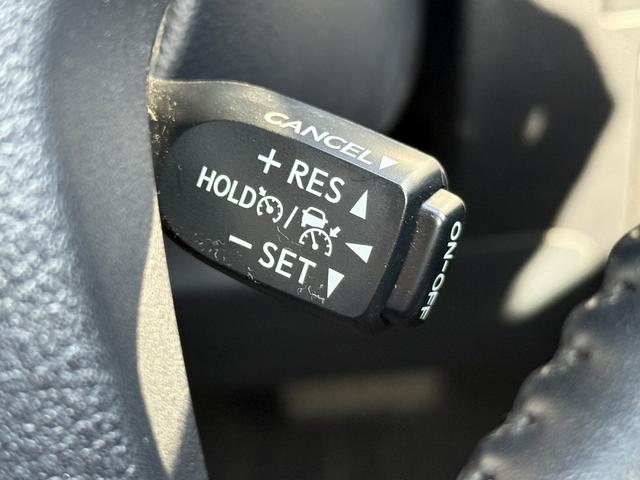 CANCEL▼
+ RES ▲
HOLD / ◀
− SET ▼
ON-OFF